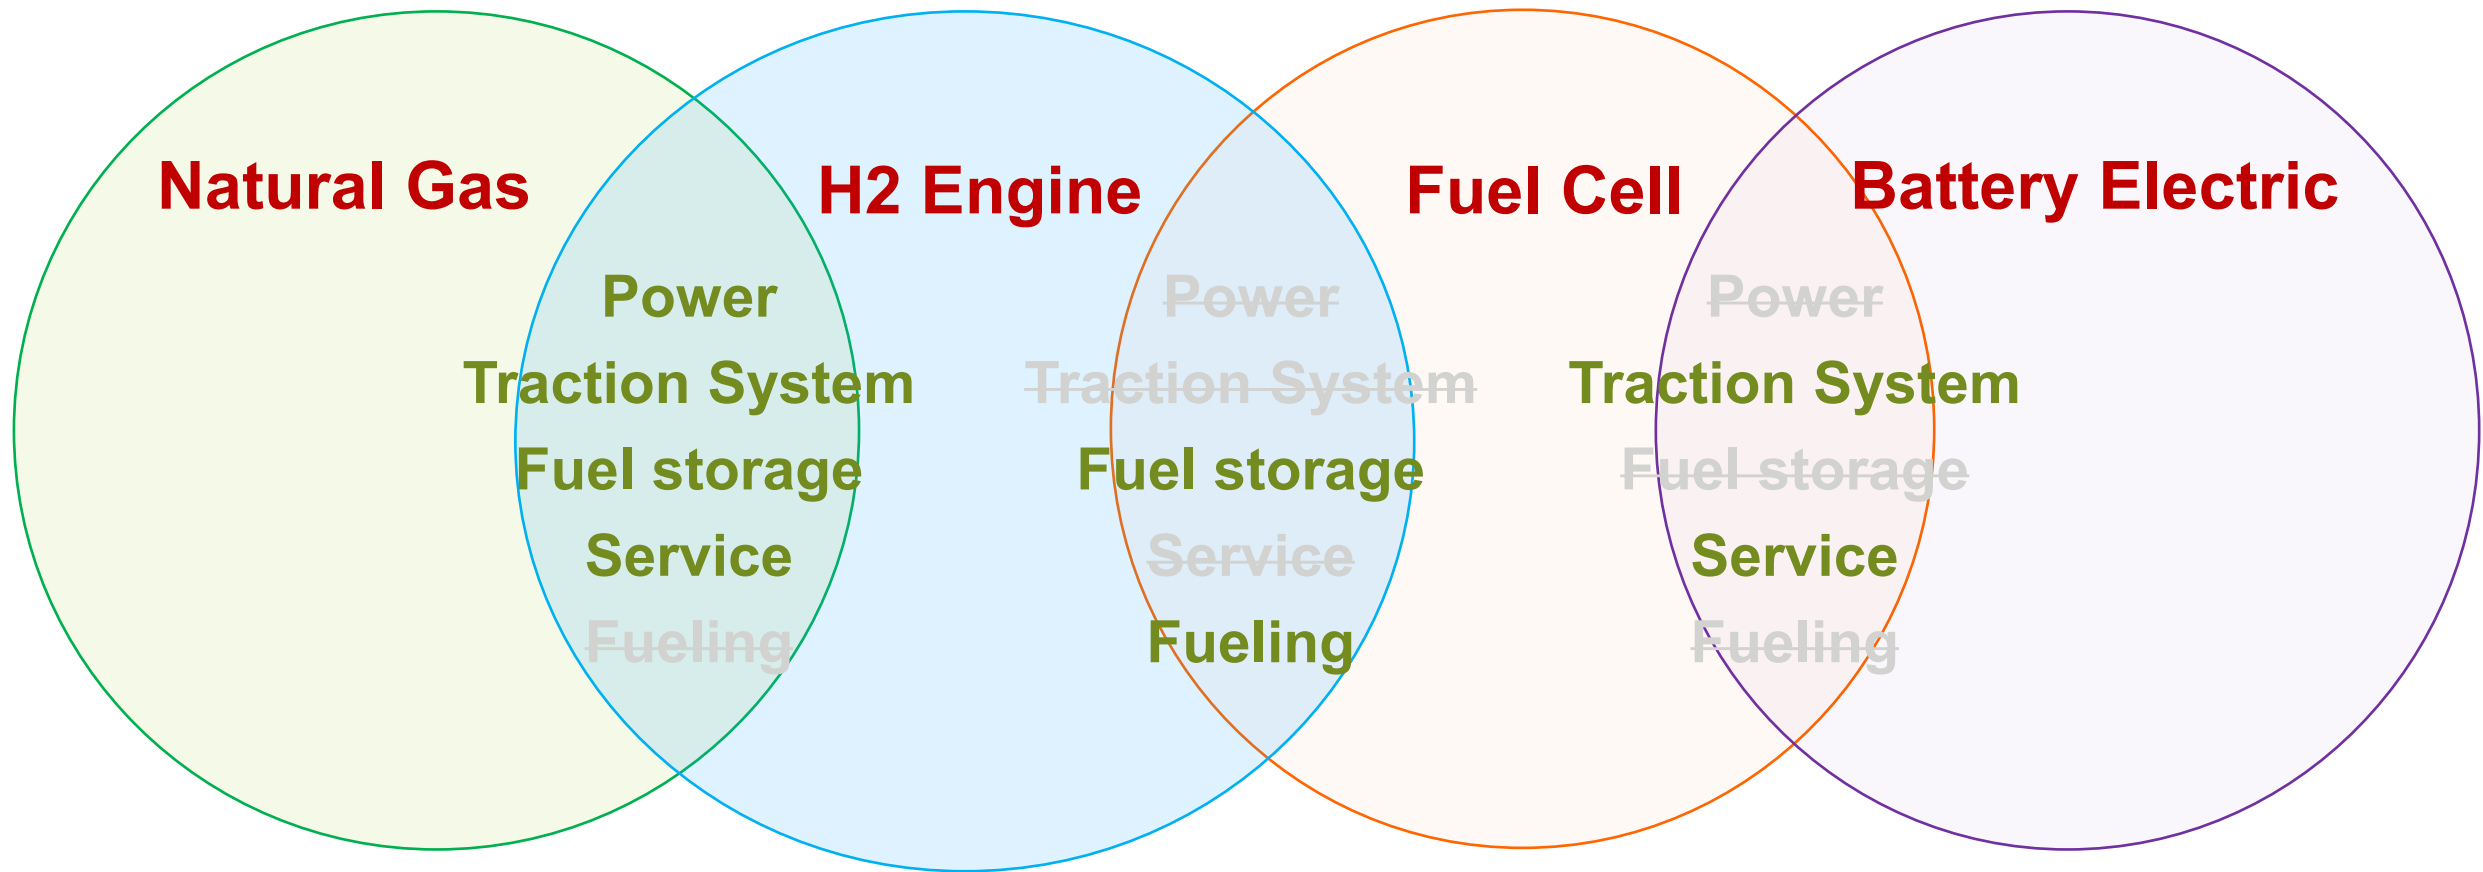 Natural Gas
H2 Engine
Fuel Cell
Battery Electric
Power
Traction System
Fuel storage
Service
Fueling
Power
Traction System
Fuel storage
Service
Fueling
Power
Traction System
Fuel storage
Service
Fueling